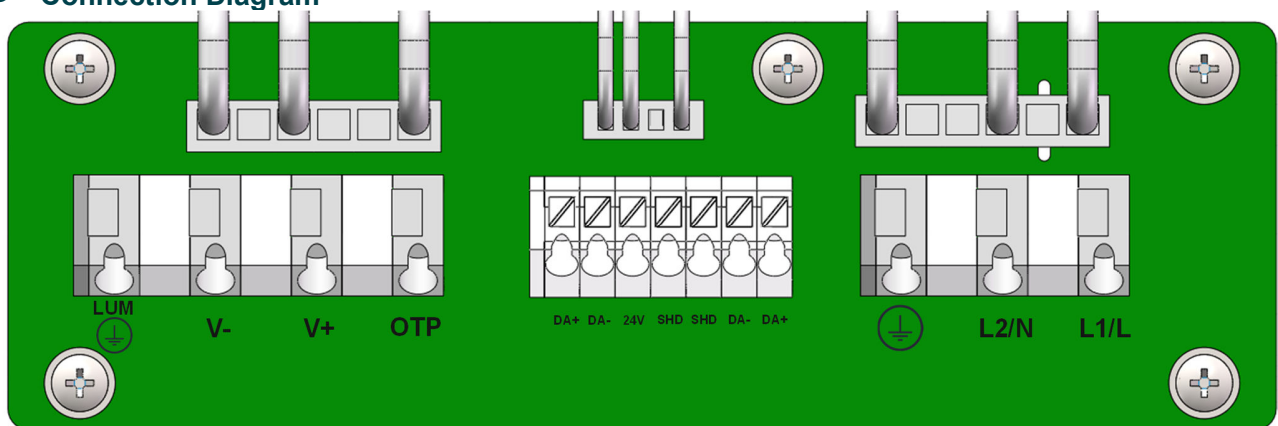 Connection Diagram
LUM
V- V+ OTP
DA+ DA- 24V SHD SHD DA- DA+
L2/N L1/L